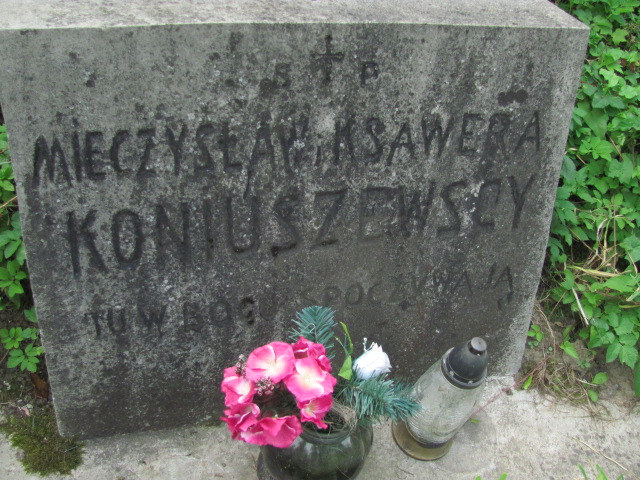 Ś † P
MIECZYSŁAW i KSAWERA
KONIUSZEWSCY
TU W BOGU SPOCZYWAJĄ